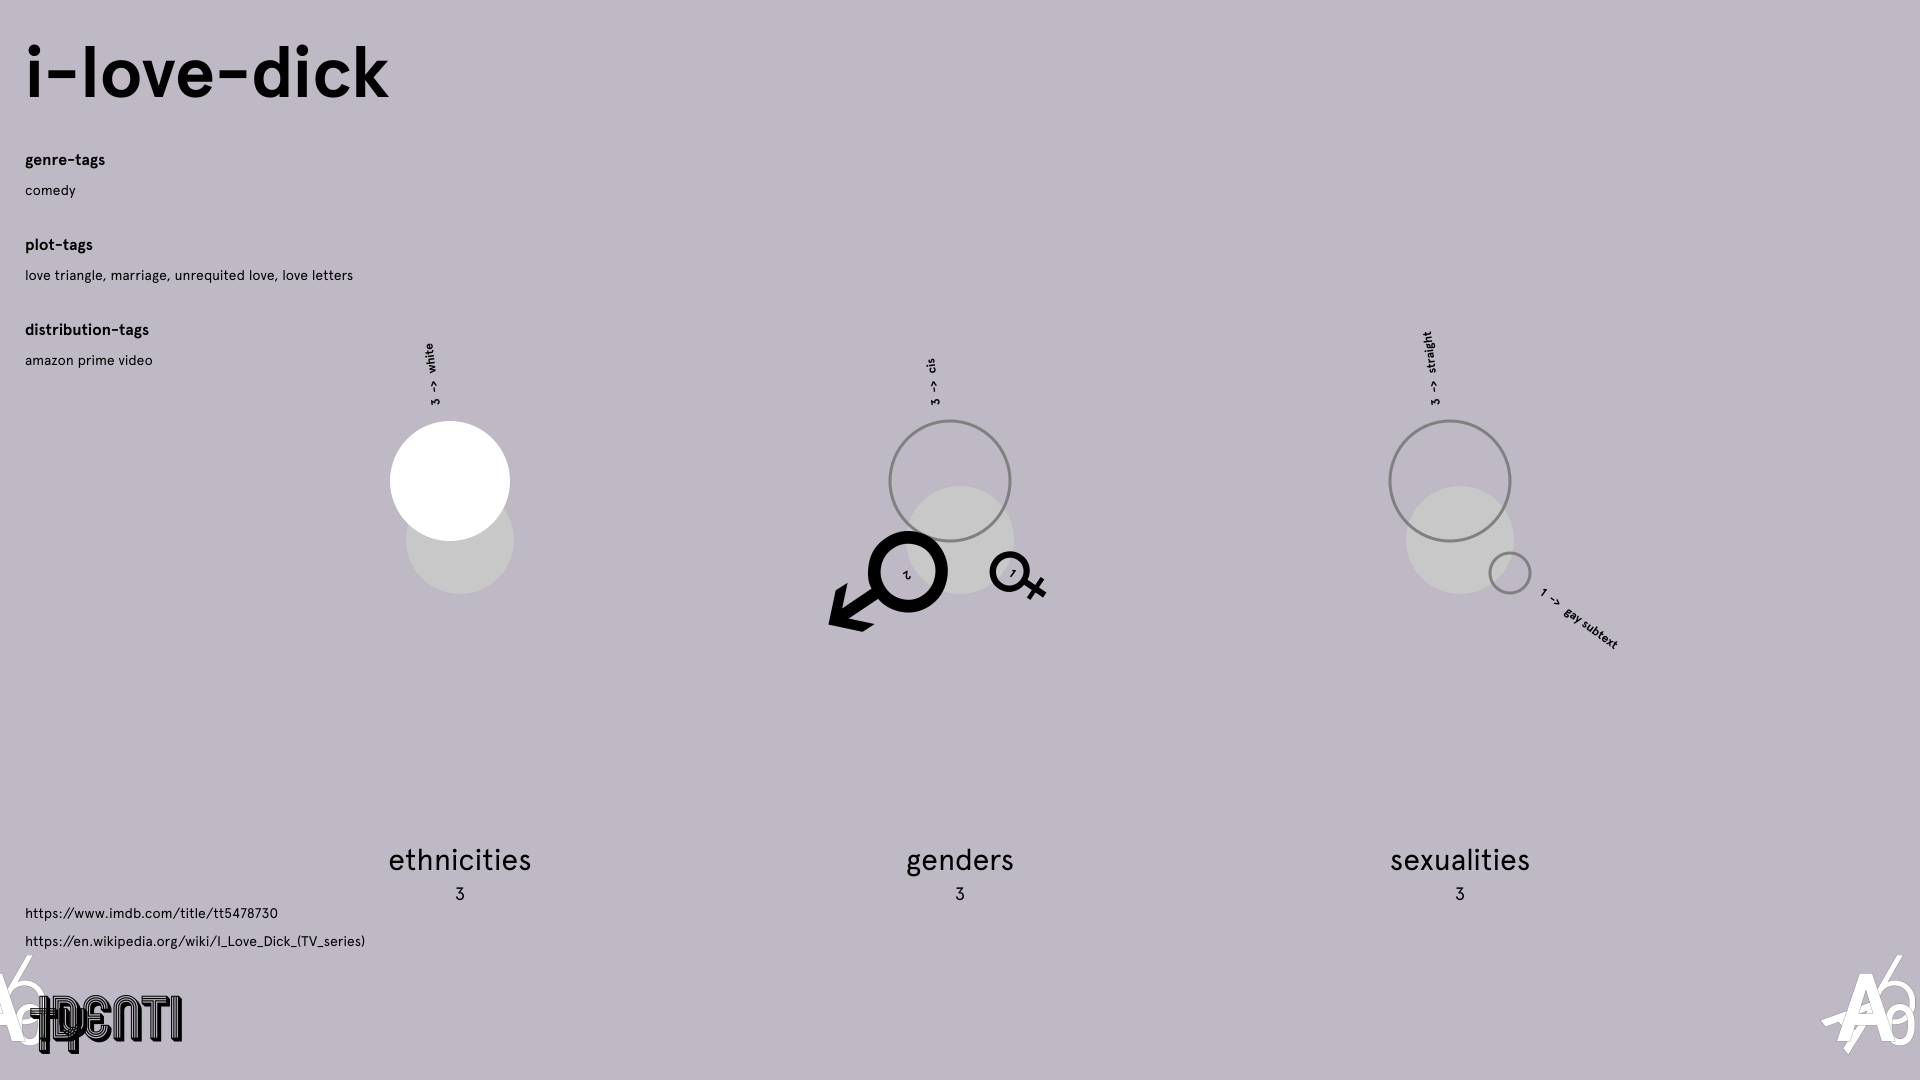 i-love-dick
genre-tags
comedy
plot-tags
love triangle, marriage, unrequited love, love letters
distribution-tags
amazon prime video
3 -> white
3 -> cis
2
1
3 -> straight
1 -> gay subtext
ethnicities
3
genders
3
sexualities
3
https://www.imdb.com/title/tt5478730
https://en.wikipedia.org/wiki/I_Love_Dick_(TV_series)
IDENTI